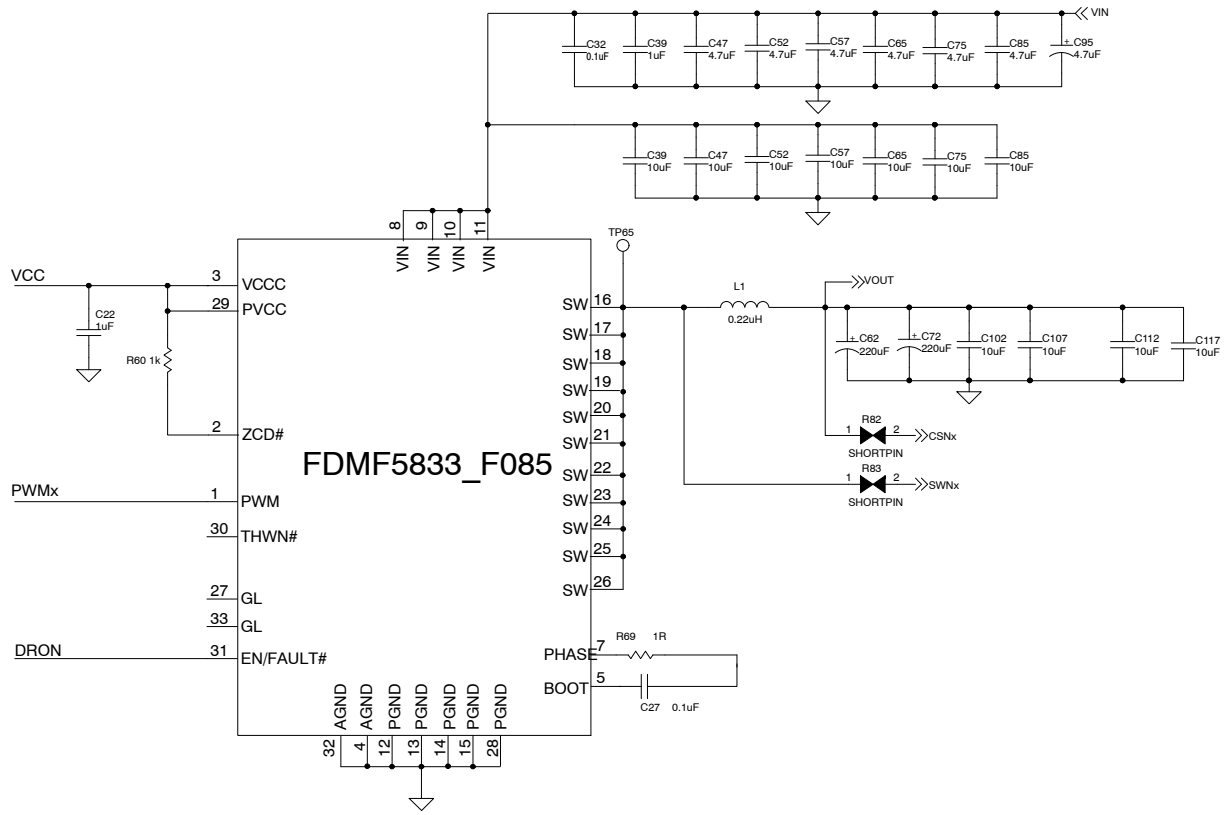 VIN
C32
0.1uF
C39
1uF
C47
4.7uF
C52
4.7uF
C57
4.7uF
C65
4.7uF
C75
4.7uF
C85
4.7uF
+
C95
4.7uF
C39
10uF
C47
10uF
C52
10uF
C57
10uF
C65
10uF
C75
10uF
C85
10uF
8
9
10
11
VIN
VIN
VIN
VIN
TP65
VCC
3
VCCC
29
PVCC
C22
1uF
R60 1k
2
ZCD#
FDMF5833_F085
PWMx
1
PWM
30
THWN#
27
GL
33
GL
DRON
31
EN/FAULT#
SW 16
SW 17
SW 18
SW 19
SW 20
SW 21
SW 22
SW 23
SW 24
SW 25
SW 26
L1
0.22uH
VOUT
+
C62
220uF
+
C72
220uF
C102
10uF
C107
10uF
C112
10uF
C117
10uF
R82
1 2
CSNx
SHORTPIN
R83
1 2
SWNx
SHORTPIN
PHASE
7
R69 1R
BOOT
5
C27 0.1uF
AGND
AGND
PGND
PGND
PGND
PGND
PGND
32
4
12
13
14
15
28